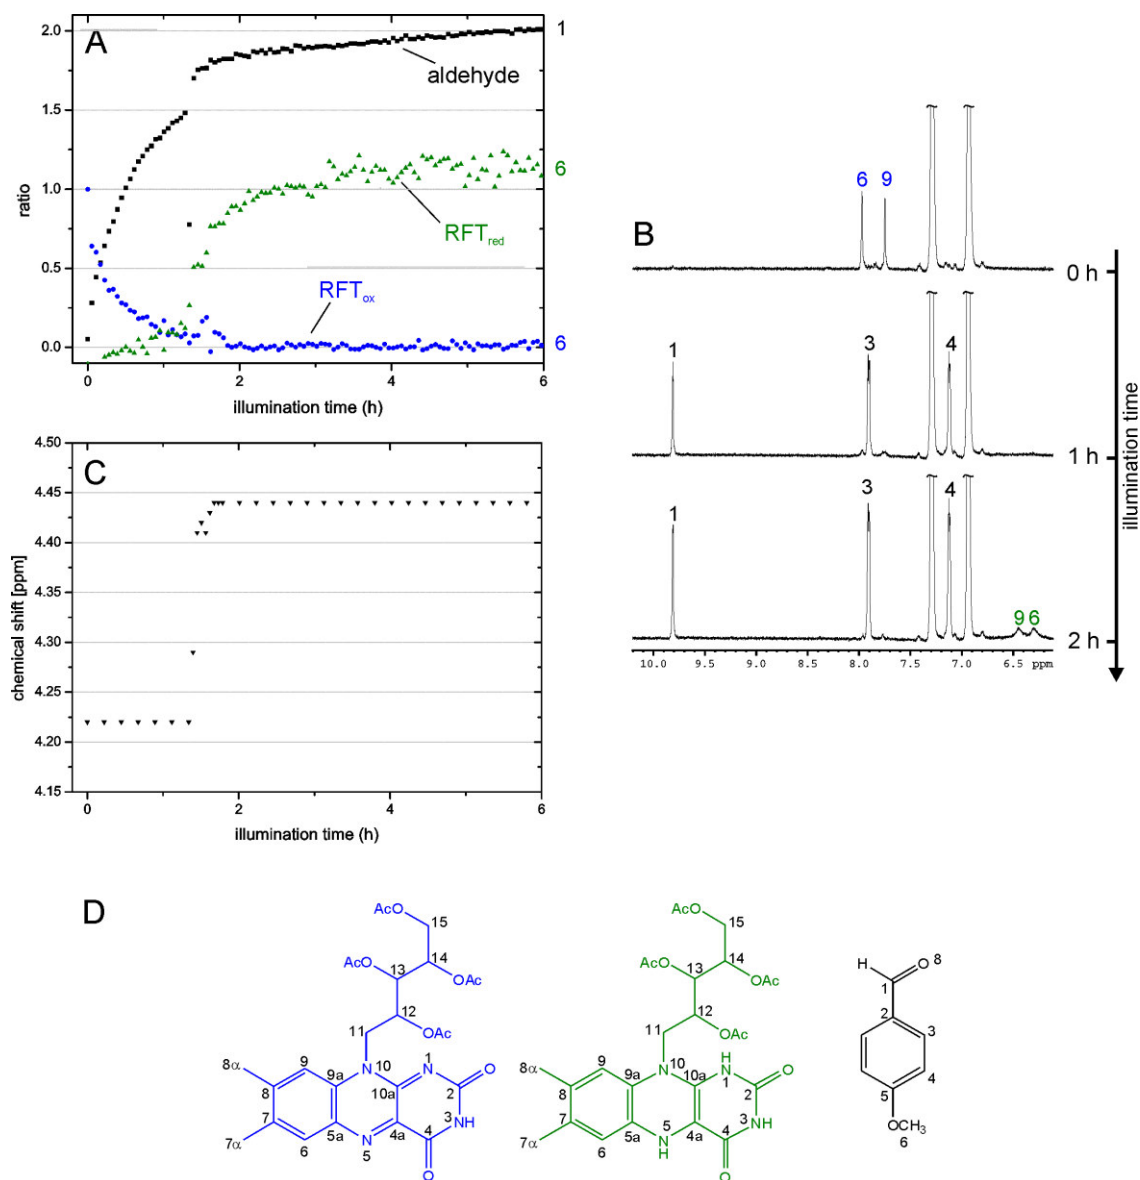 A
2.0
1.5
1.0
0.5
0.0
ratio
0
2
4
6
illumination time (h)
aldehyde
RFTred
RFTox
1
6
6
B
6 9
0 h
1 3 4
1 h
1 3 4
9 6
2 h
10.0 9.5 9.0 8.5 8.0 7.5 7.0 6.5 ppm
illumination time
C
4.50
4.45
4.40
4.35
4.30
4.25
4.20
4.15
chemical shift [ppm]
0
2
4
6
illumination time (h)
D
AcO 15
14
AcO 13
OAc
12
11 OAc
8α 9 10 N N 1 O
9a 10a 2
8
7 3 NH
5a N 4a 4
7α 6 5 O
AcO 15
14
AcO 13
OAc
12
11 OAc
8α 9 10 N H N 1 O
9a 10a 2
8
7 3 NH
5a 5 N H 4a 4
7α 6 O
H O 8
1
2
3
4
5
OCH3
6